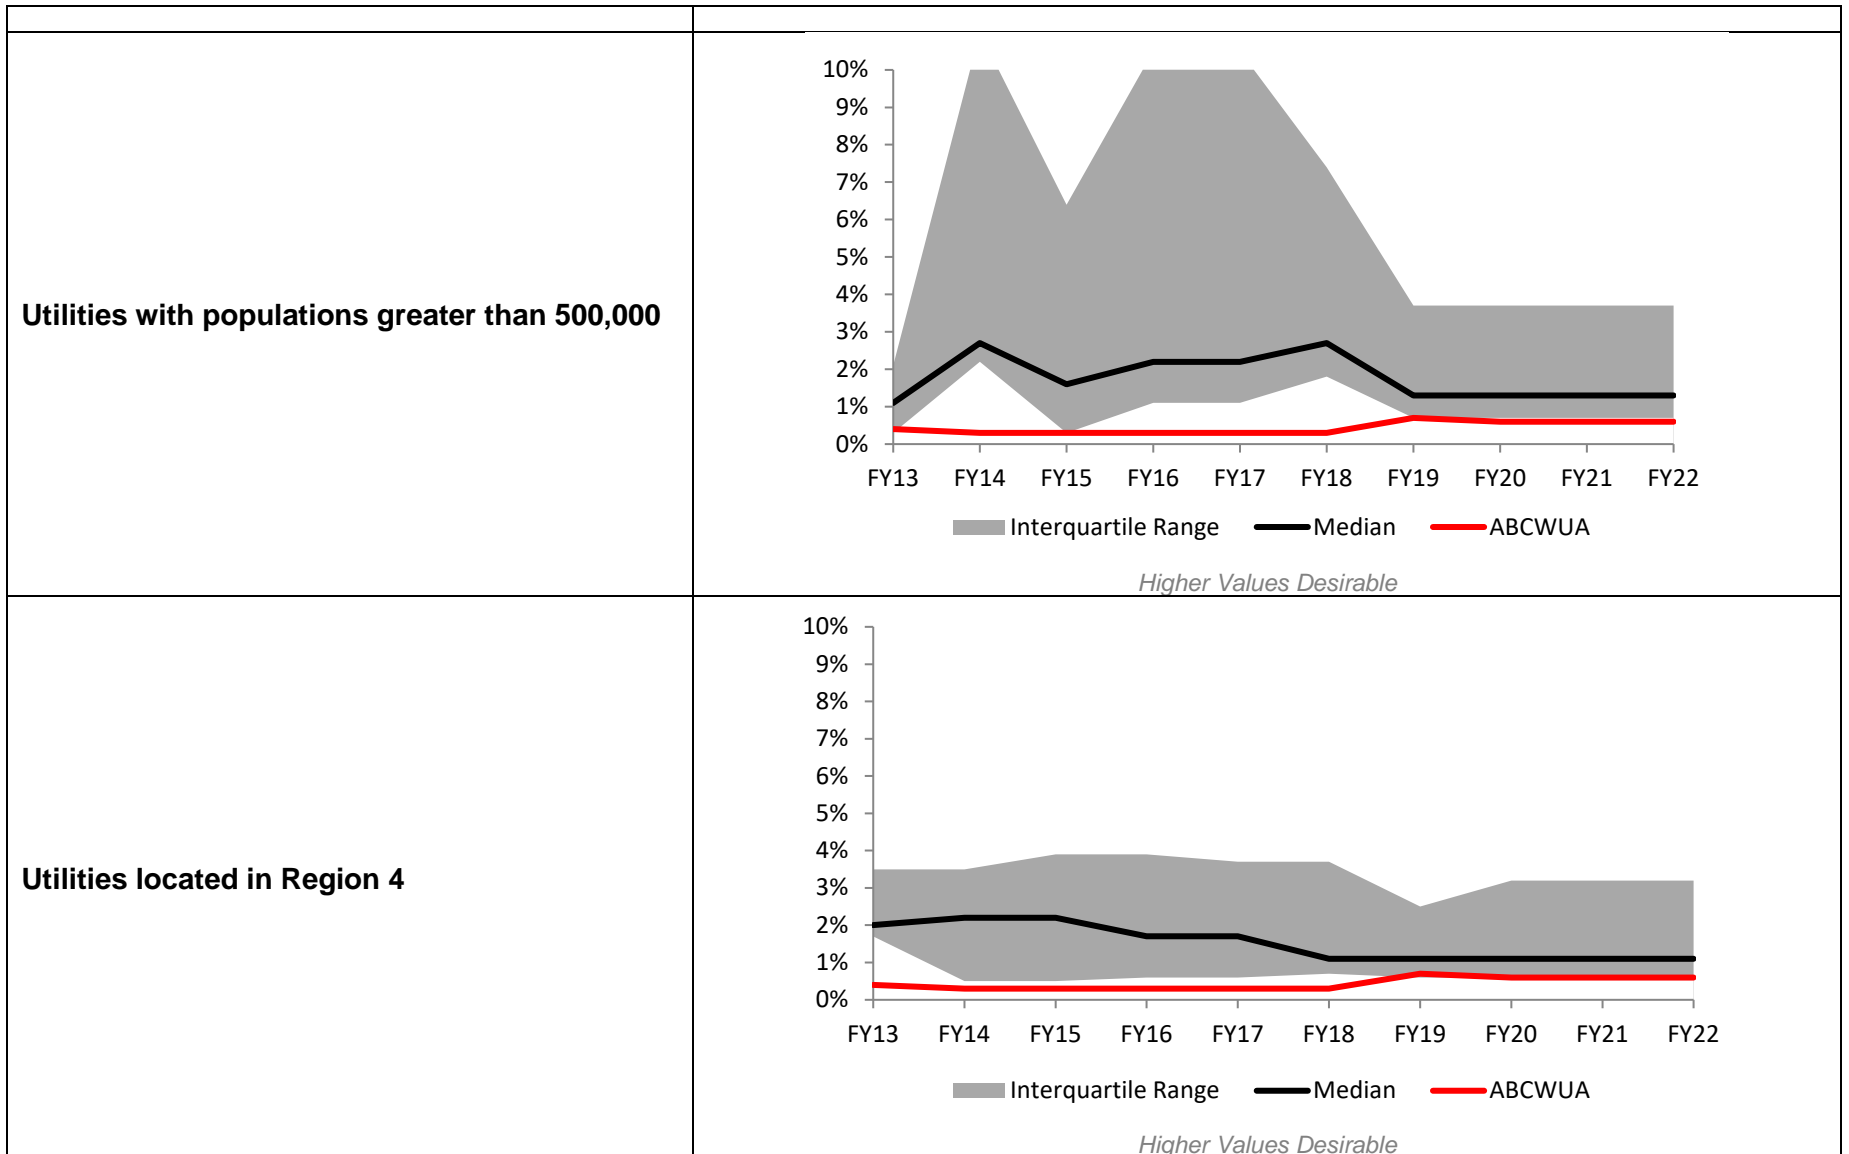 Utilities with populations greater than 500,000
10%
9%
8%
7%
6%
5%
4%
3%
2%
1%
0%
FY13 FY14 FY15 FY16 FY17 FY18 FY19 FY20 FY21 FY22
Interquartile Range Median ABCWUA
Higher Values Desirable
Utilities located in Region 4
10%
9%
8%
7%
6%
5%
4%
3%
2%
1%
0%
FY13 FY14 FY15 FY16 FY17 FY18 FY19 FY20 FY21 FY22
Interquartile Range Median ABCWUA
Higher Values Desirable